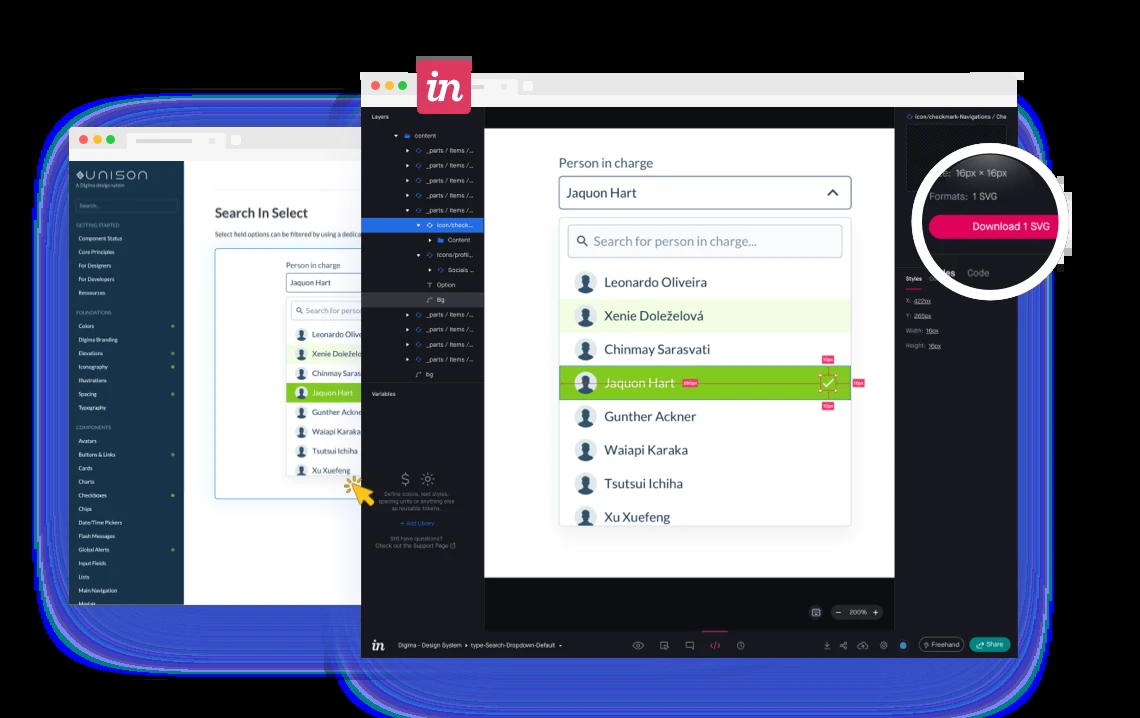 UNISON
A Digima design sytem
Search...
GETTING STARTED
Component Status
Core Principles
For Designers
For Developers
Ressources
FOUNDATIONS
Colors
Digima Branding
Elevations
Iconography
Illustrations
Spacing
Typography
COMPONENTS
Avatars
Buttons & Links
Cards
Charts
Checkboxes
Chips
Date/Time Pickers
Flash Messages
Global Alerts
Input Fields
Lists
Main Navigation
Search In Select
Select field options can be filtered by using a dedica
Person in charge
Jaquon Hart
Search for perso
Leonardo Olive
Xenie Doležel
Chinmay Saras
Jaquon Hart
Gunther Ackne
Waiapi Karaka
Tsutsui Ichiha
Xu Xuefeng
in
Layers
content
_parts / Items /...
_parts / Items /...
_parts / Items /...
_parts / Items /...
_parts / Items /...
icon/check...
Content
Icons/profil...
Socials ...
Option
Bg
_parts / Items /...
_parts / Items /...
_parts / Items /...
_parts / Items /...
bg
Variables
Define colors, text styles,
spacing units or anything else
as reusable tokens.
+ Add Library
Still have questions?
Check out the Support Page
Person in charge
Jaquon Hart
Search for person in charge...
Leonardo Oliveira
Xenie Doleželová
Chinmay Sarasvati
Jaquon Hart
Gunther Ackner
Waiapi Karaka
Tsutsui Ichiha
Xu Xuefeng
icon/checkmark-Navigations / Che
16px × 16px
Formats: 1 SVG
Download 1 SVG
Styles
Code
X: 422px
Y: 265px
Width: 16px
Height: 16px
200%
in
Digima - Design System ▸ type-Search-Dropdown-Default
Freehand
Share